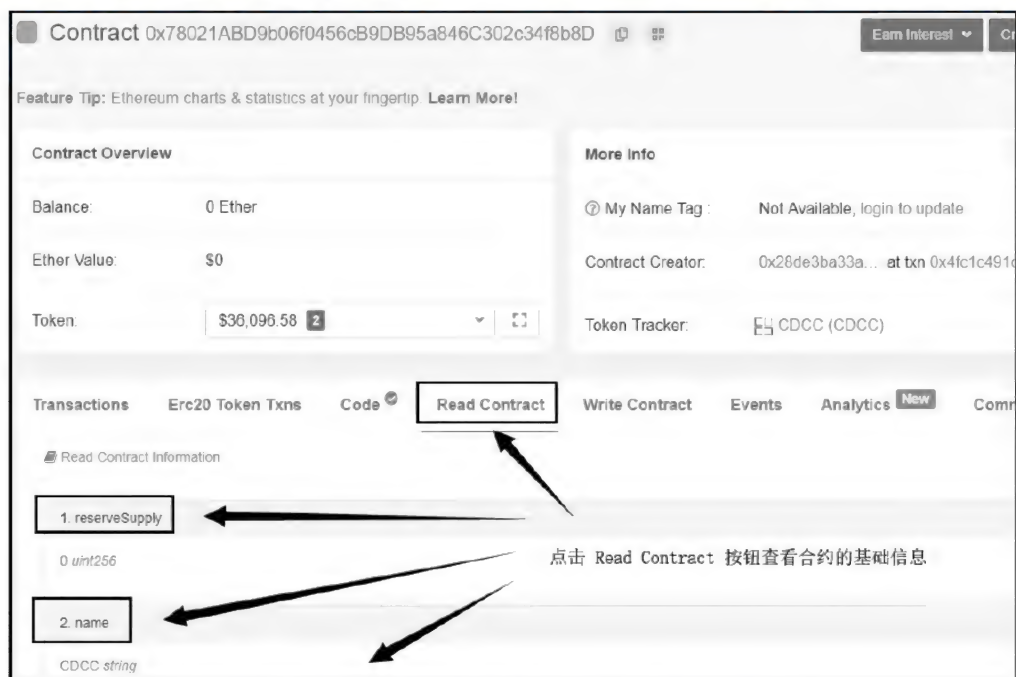 Contract 0x78021ABD9b06f0456cB9DB95a846C302c34f8b8D
Earn Interest
Cr
Feature Tip: Ethereum charts & statistics at your fingertip Learn More!
Contract Overview
More Info
Balance:
0 Ether
My Name Tag :
Not Available, login to update
Ether Value:
$0
Contract Creator:
0x28de3ba33a... at txn 0x4fc1c491c
Token:
$36,096.58 2
Token Tracker:
CDCC (CDCC)
Transactions
Erc20 Token Txns
Code
Read Contract
Write Contract
Events
Analytics New
Comm
Read Contract Information
1. reserveSupply
0 uint256
点击 Read Contract 按钮查看合约的基础信息
2. name
CDCC string